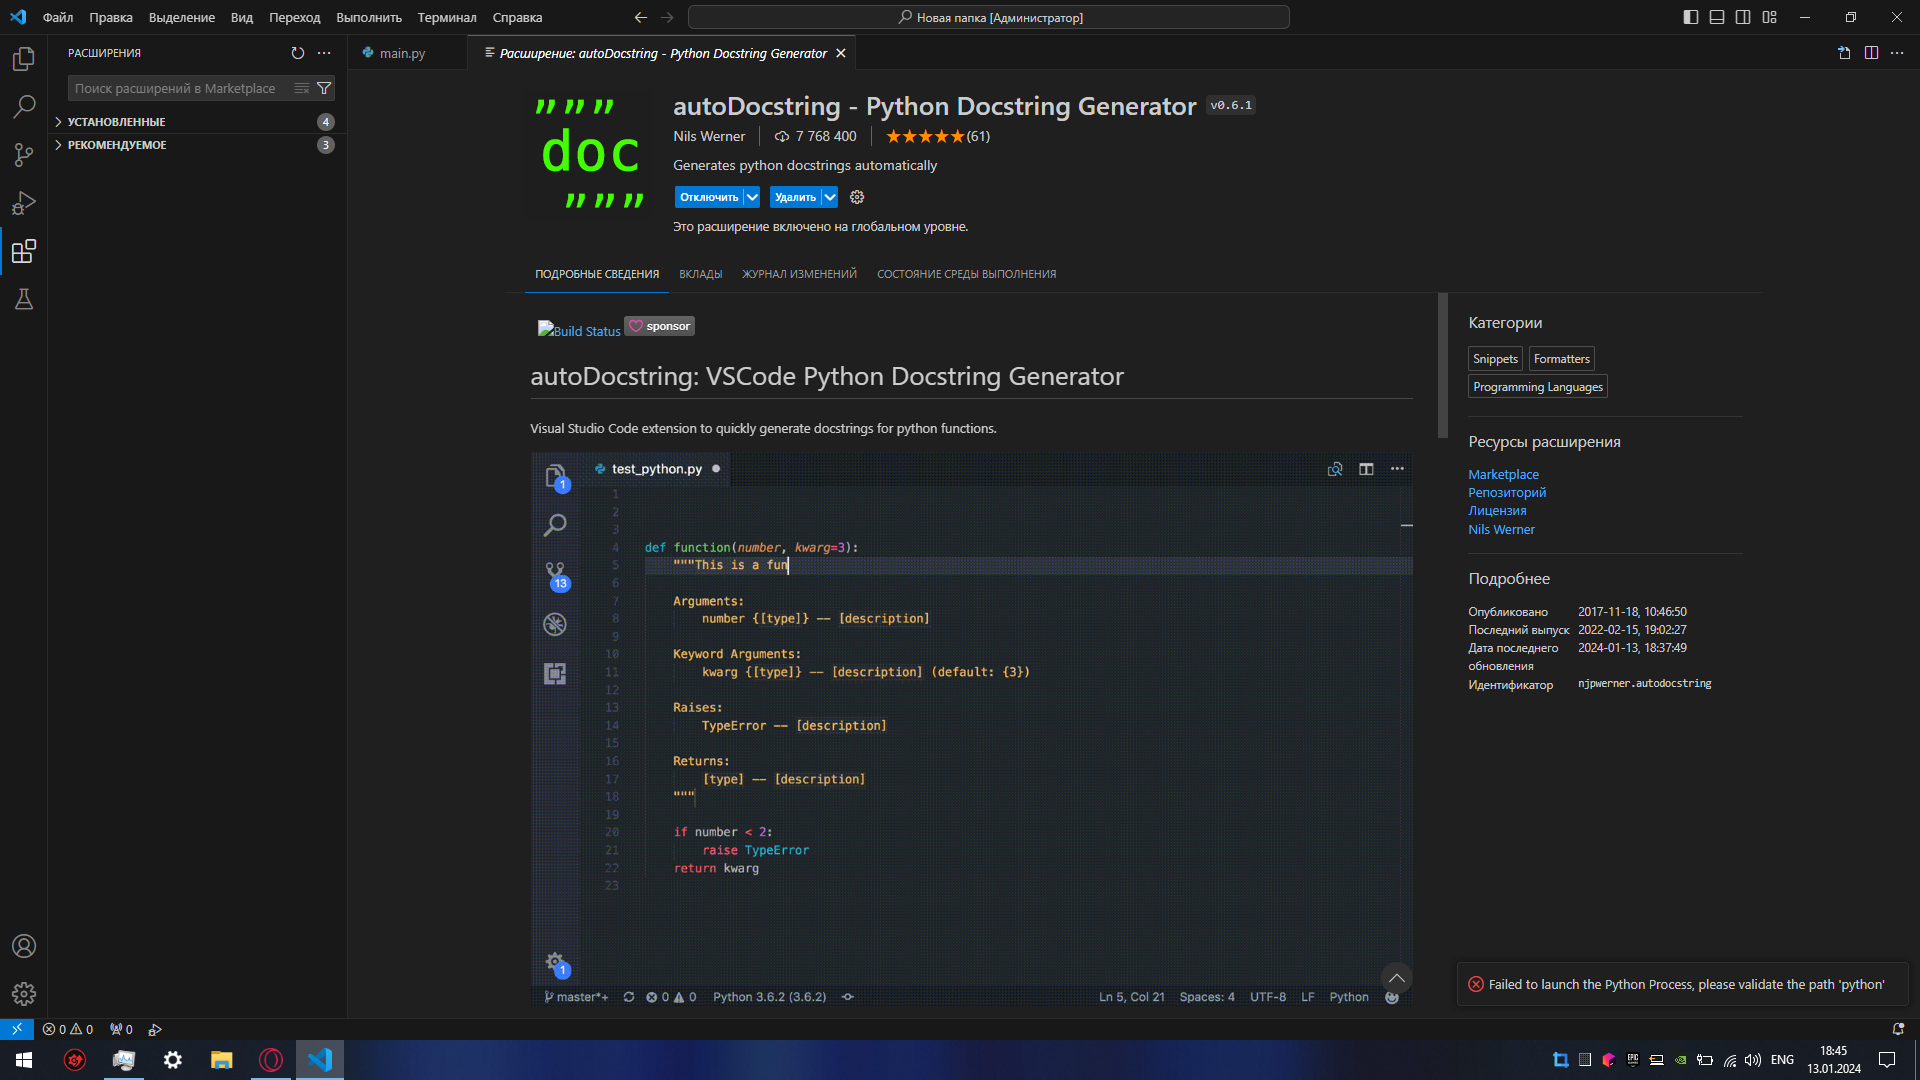 Файл Правка Выделение Вид Переход Выполнить Терминал Справка
Новая папка [Администратор]
РАСШИРЕНИЯ
main.py
Расширение: autoDocstring - Python Docstring Generator
Поиск расширений в Marketplace
УСТАНОВЛЕННЫЕ 4
РЕКОМЕНДУЕМОЕ 3
""" doc """
autoDocstring - Python Docstring Generator v0.6.1
Nils Werner 7 768 400 (61)
Generates python docstrings automatically
Отключить Удалить
Это расширение включено на глобальном уровне.
ПОДРОБНЫЕ СВЕДЕНИЯ ВКЛАДЫ ЖУРНАЛ ИЗМЕНЕНИЙ СОСТОЯНИЕ СРЕДЫ ВЫПОЛНЕНИЯ
Build Status sponsor
autoDocstring: VSCode Python Docstring Generator
Visual Studio Code extension to quickly generate docstrings for python functions.
test_python.py
1
13
1
1
2
3
4 def function(number, kwarg=3):
5 """This is a fun
6
7 Arguments:
8 number {[type]} -- [description]
9
10 Keyword Arguments:
11 kwarg {[type]} -- [description] (default: {3})
12
13 Raises:
14 TypeError -- [description]
15
16 Returns:
17 [type] -- [description]
18 """
19
20 if number < 2:
21 raise TypeError
22 return kwarg
23
master*+ 0 0 Python 3.6.2 (3.6.2) Ln 5, Col 21 Spaces: 4 UTF-8 LF Python
Категории
Snippets Formatters
Programming Languages
Ресурсы расширения
Marketplace
Репозиторий
Лицензия
Nils Werner
Подробнее
Опубликовано 2017-11-18, 10:46:50
Последний выпуск 2022-02-15, 19:02:27
Дата последнего 2024-01-13, 18:37:49
обновления
Идентификатор njpwerner.autodocstring
Failed to launch the Python Process, please validate the path 'python'
0 0 0
EPIC
ENG
18:45
13.01.2024